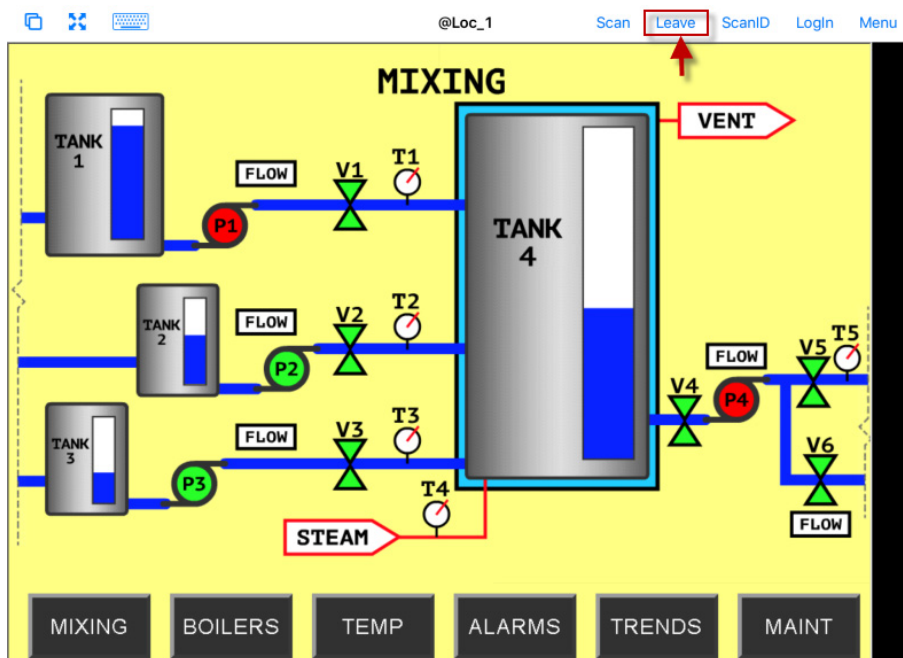 @Loc_1 Scan Leave ScanID LogIn Menu
MIXING
VENT
TANK
1
FLOW
V1
T1
P1
TANK
4
TANK
2
FLOW
V2
T2
P2
TANK
3
FLOW
V3
T3
P3
T4
STEAM
V4
FLOW
P4
V5
T5
V6
FLOW
MIXING BOILERS TEMP ALARMS TRENDS MAINT